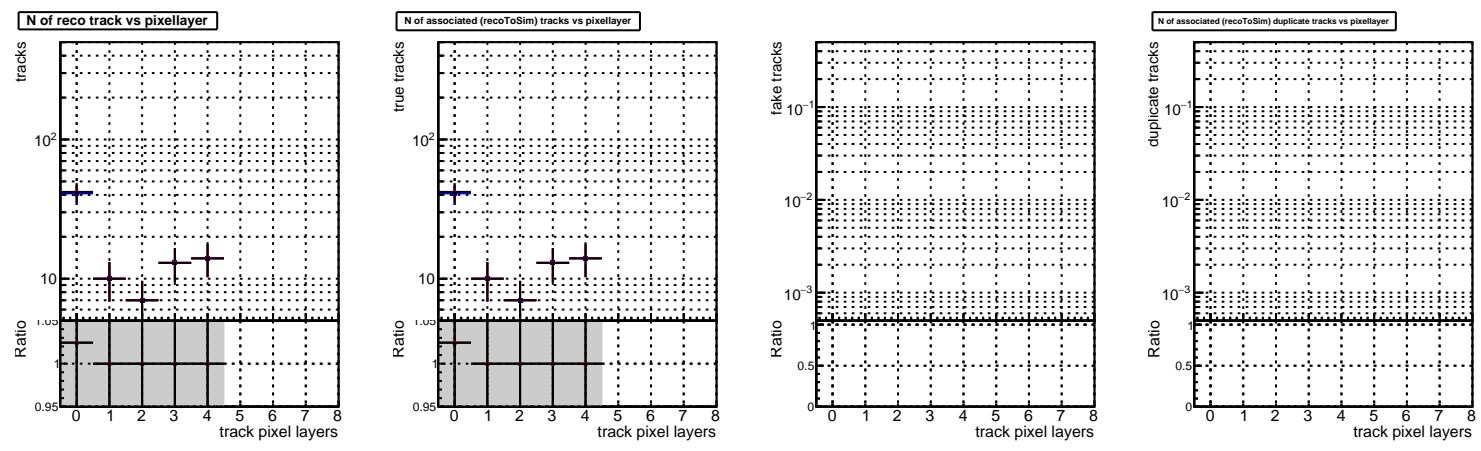 N of reco track vs pixellayer
tracks
10²
10
Ratio
1.05
1
0.95
0 1 2 3 4 5 6 7 8
track pixel layers
N of associated (recoToSim) tracks vs pixellayer
true tracks
10²
10
Ratio
1.05
1
0.95
0 1 2 3 4 5 6 7 8
track pixel layers
fake tracks
10⁻¹
10⁻²
10⁻³
Ratio
1
0.5
0
0 1 2 3 4 5 6 7 8
track pixel layers
N of associated (recoToSim) duplicate tracks vs pixellayer
duplicate tracks
10⁻¹
10⁻²
10⁻³
Ratio
1
0.5
0
0 1 2 3 4 5 6 7 8
track pixel layers